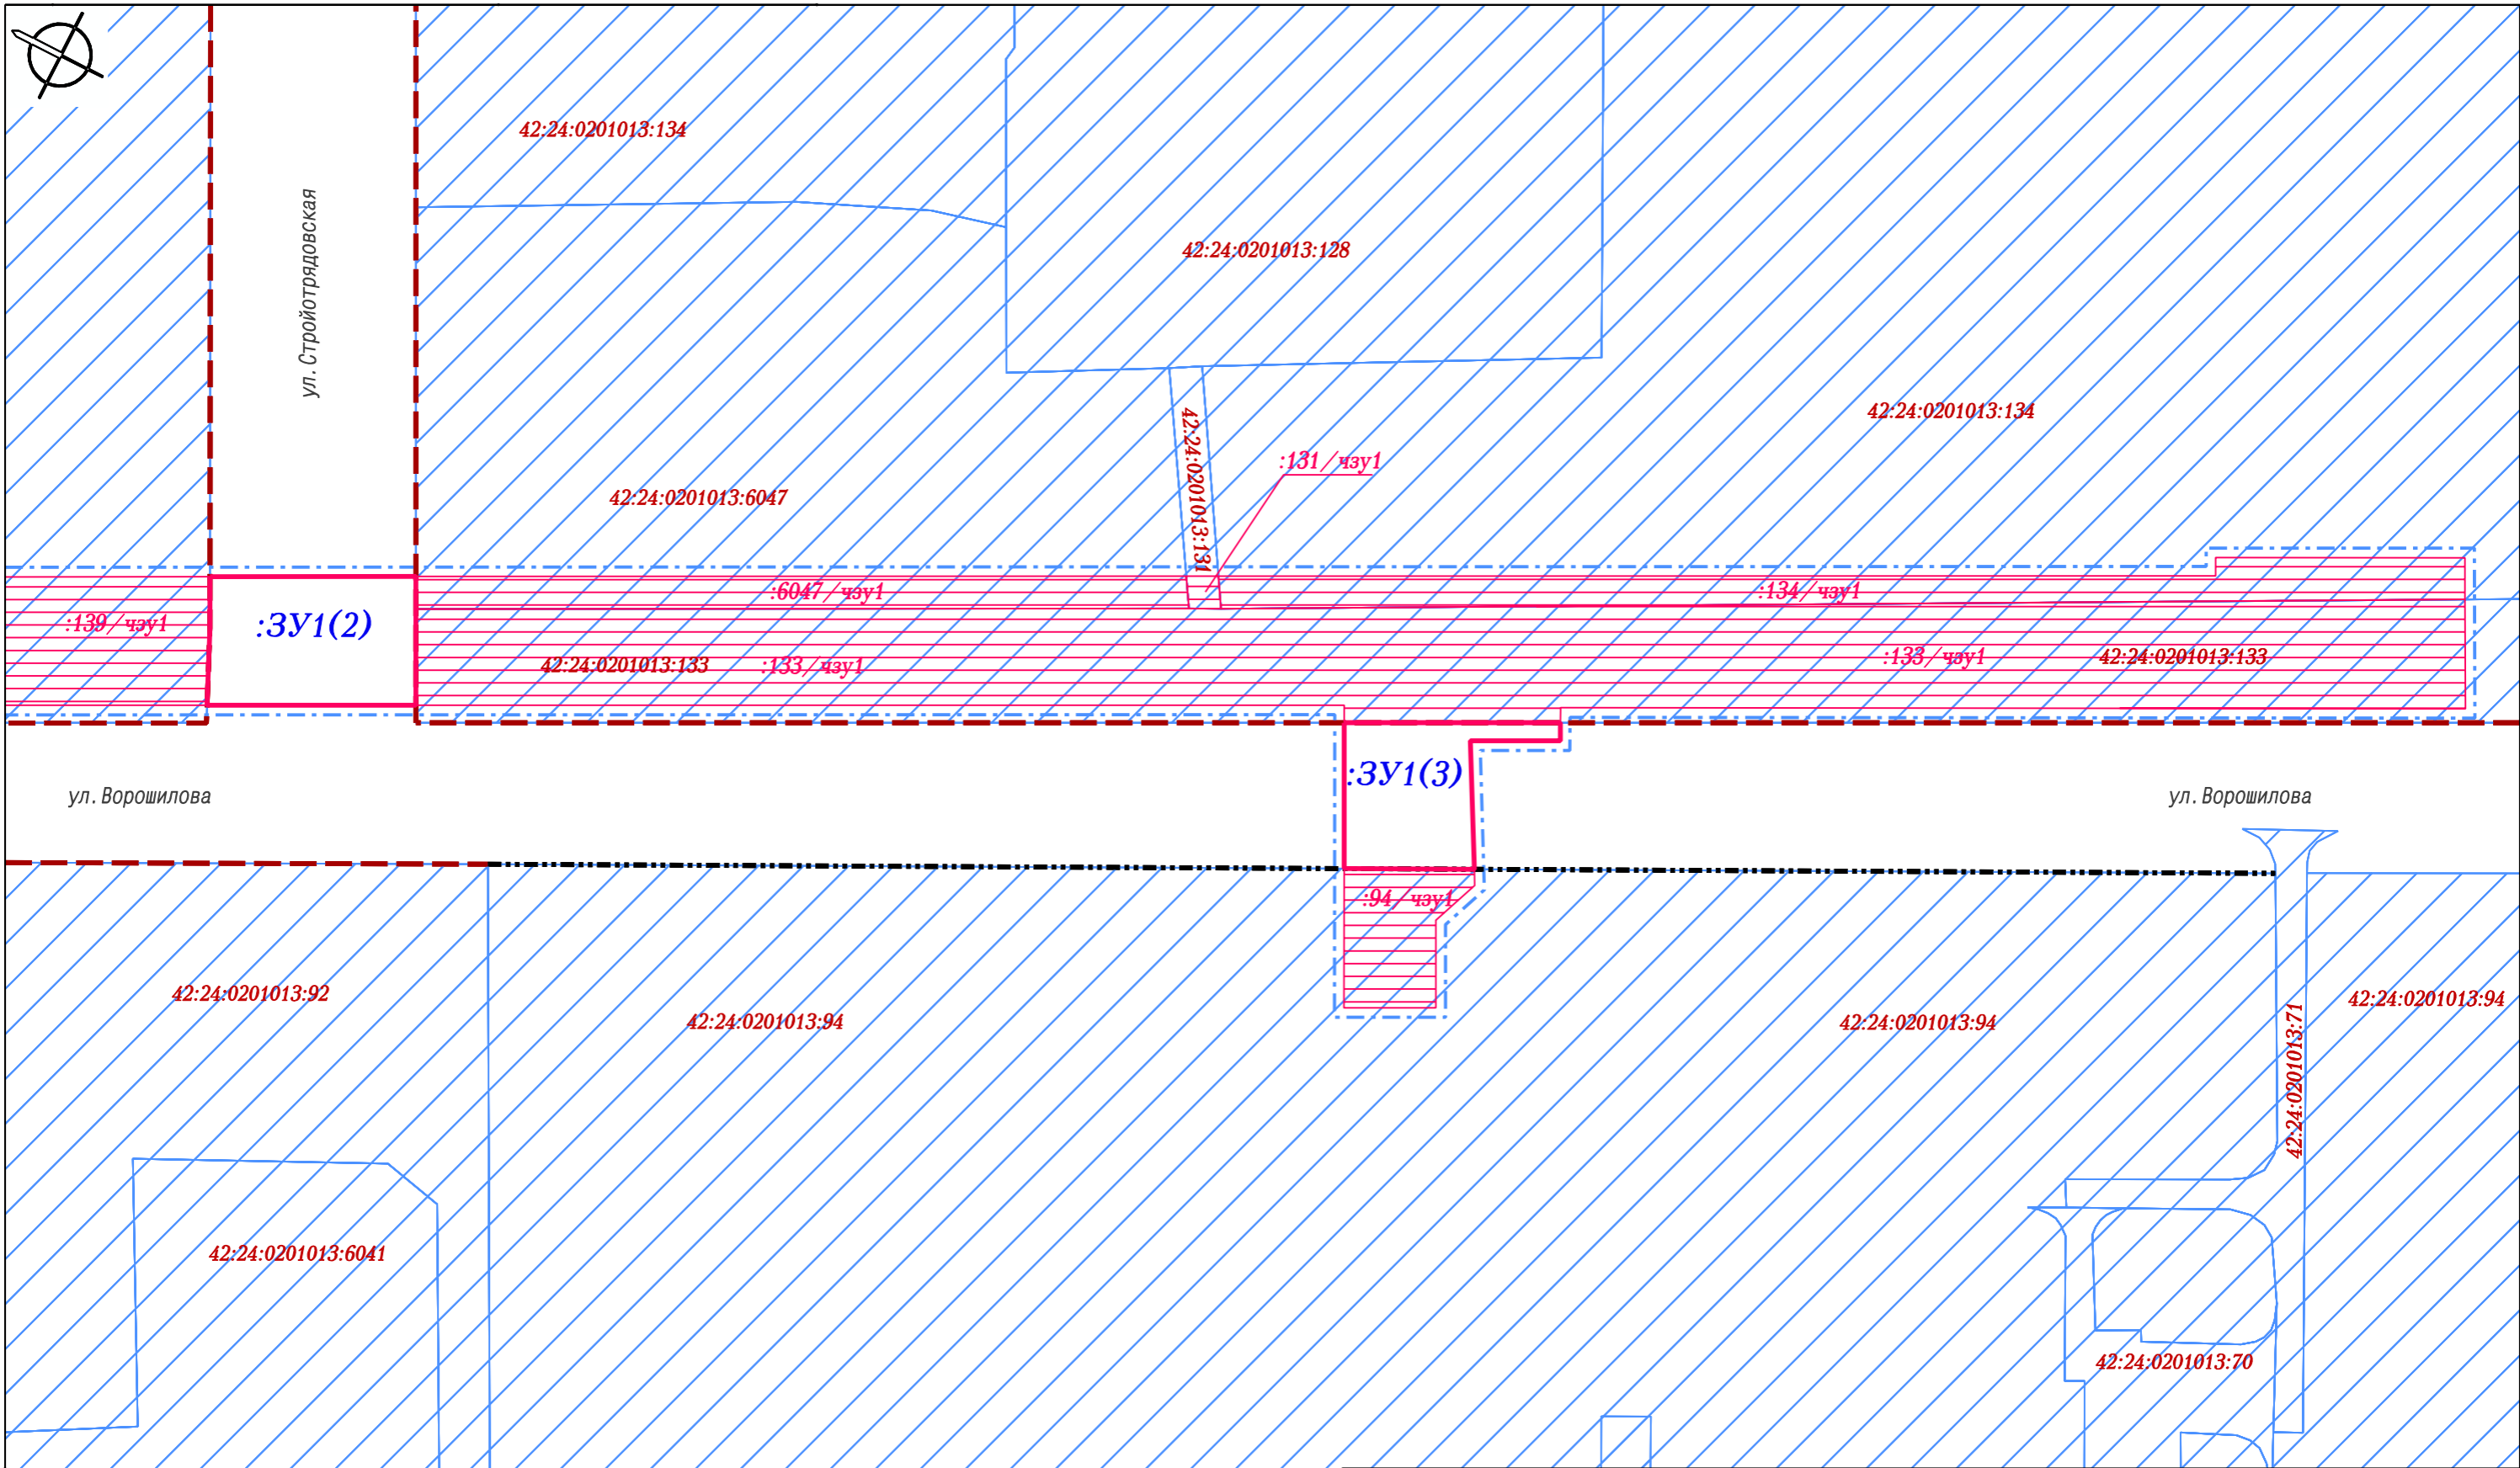 42:24:0201013:134
ул. Стройотрядовская
42:24:0201013:128
42:24:0201013:134
42:24:0201013:131
:131/чзу1
42:24:0201013:6047
:6047/чзу1
:134/чзу1
:139/чзу1
:ЗУ1(2)
42:24:0201013:133
:133/чзу1
:133/чзу1
42:24:0201013:133
:ЗУ1(3)
ул. Ворошилова
ул. Ворошилова
:94/чзу1
42:24:0201013:92
42:24:0201013:94
42:24:0201013:94
42:24:0201013:71
42:24:0201013:94
42:24:0201013:6041
42:24:0201013:70